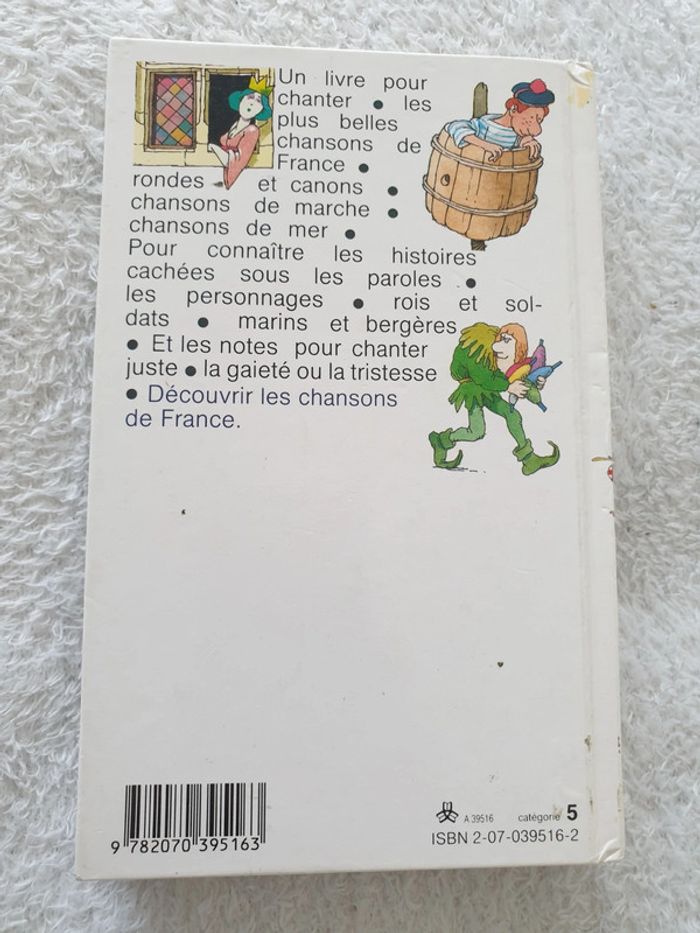 Un livre pour
chanter • les
plus belles
chansons de
France •
rondes et canons •
chansons de marche •
chansons de mer •
Pour connaître les histoires
cachées sous les paroles •
les personnages • rois et sol-
dats • marins et bergères
• Et les notes pour chanter
juste • la gaieté ou la tristesse
• Découvrir les chansons
de France.
A 39516 catégorie 5
ISBN 2-07-039516-2
9 782070 395163